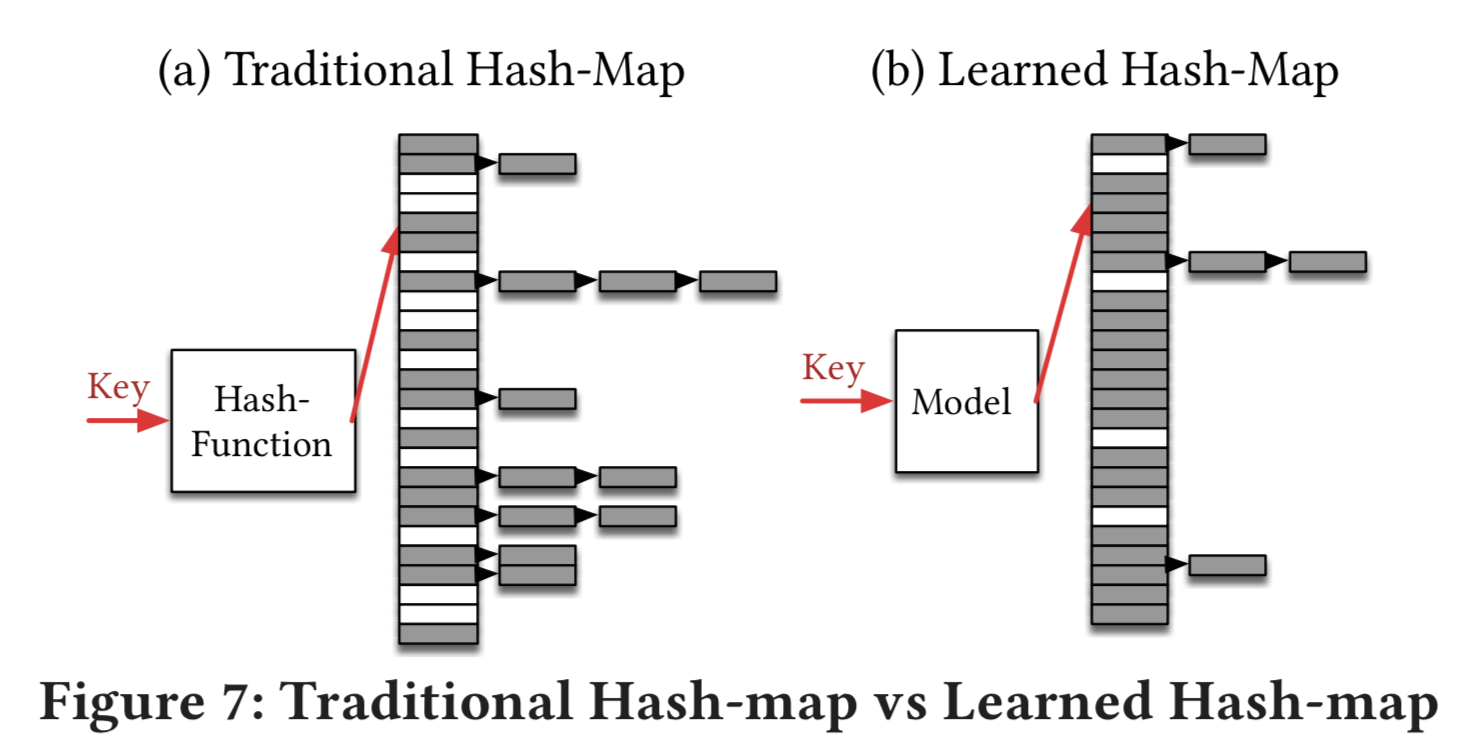 (a) Traditional Hash-Map
Key
Hash-
Function
(b) Learned Hash-Map
Key
Model
Figure 7: Traditional Hash-map vs Learned Hash-map